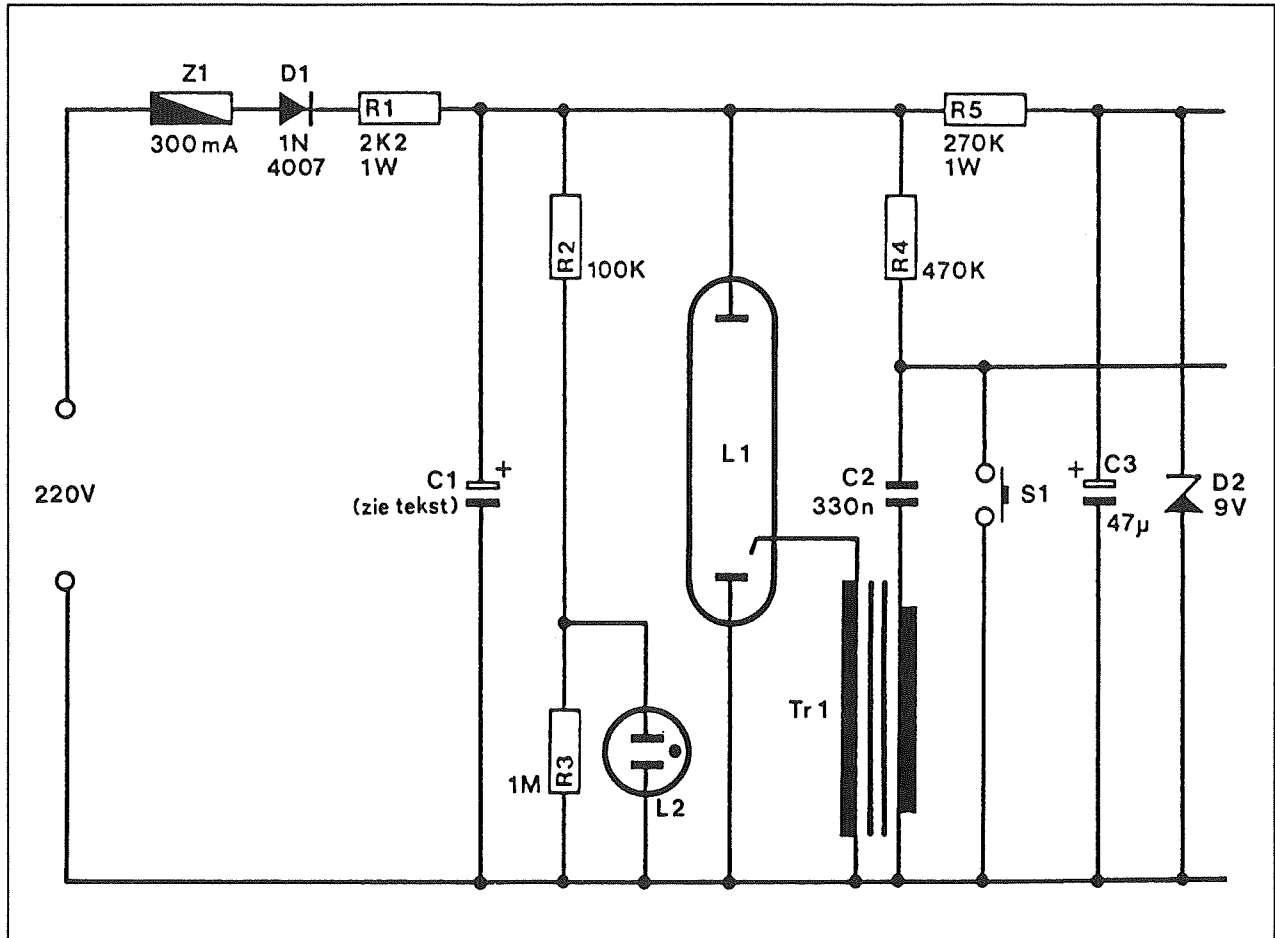 Z1
300mA
D1
1N
4007
R1
2K2
1W
R5
270K
1W
R2
100K
R4
470K
220V
C1
+
(zie tekst)
L1
C2
330n
S1
+
C3
47µ
D2
9V
R3
1M
L2
Tr1